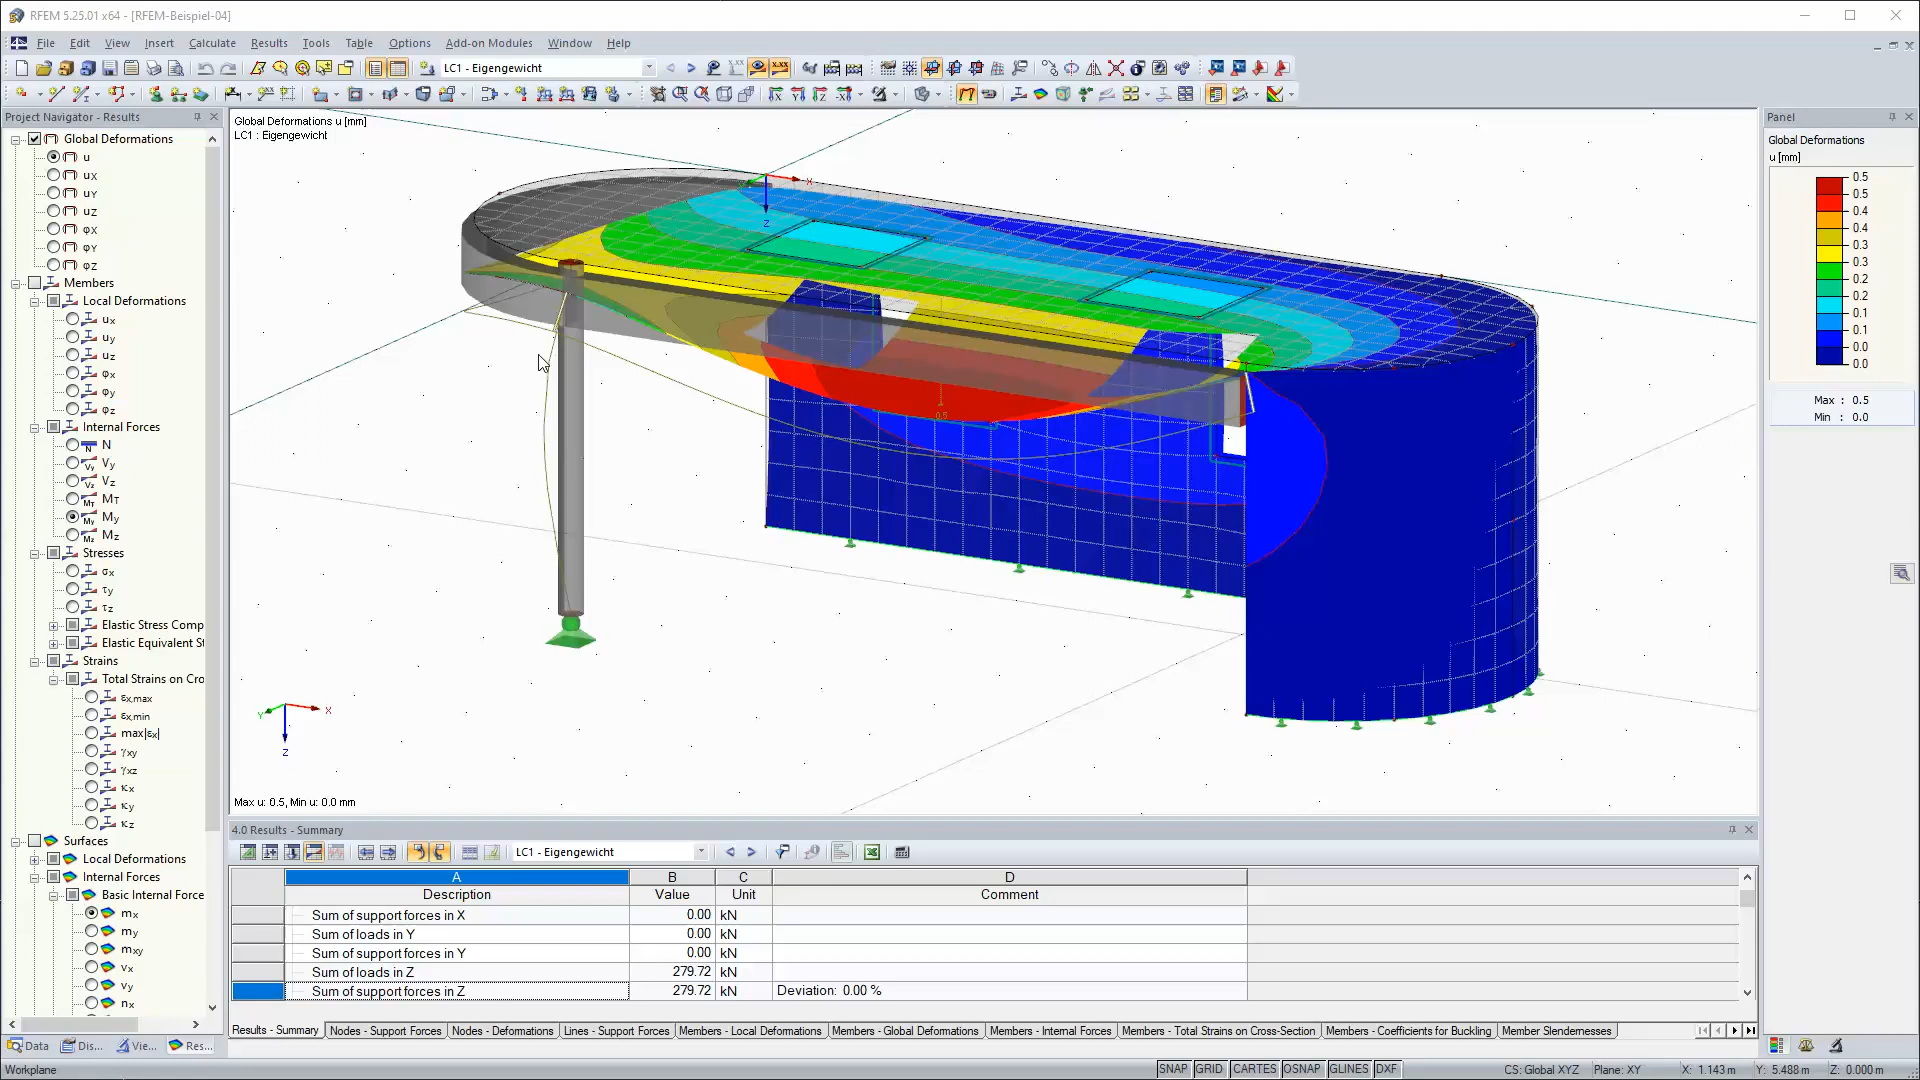 RFEM 5.25.01 x64 - [RFEM-Beispiel-04]
File Edit View Insert Calculate Results Tools Table Options Add-on Modules Window Help
LC1 - Eigengewicht
Project Navigator - Results
Global Deformations
u
uX
uY
uZ
φX
φY
φZ
Members
Local Deformations
ux
uy
uz
φx
φy
φz
Internal Forces
N
Vy
Vz
MT
My
Mz
Stresses
σx
τy
τz
Elastic Stress Comp
Elastic Equivalent St
Strains
Total Strains on Cro
εx,max
εx,min
max|εx|
γxy
γxz
κx
κy
κz
Surfaces
Local Deformations
Internal Forces
Basic Internal Force
mx
my
mxy
vx
vy
nx
Data Dis... Vie... Res...
Global Deformations u [mm]
LC1 : Eigengewicht
X
Z
0.5
X
Y
Z
Max u: 0.5, Min u: 0.0 mm
Panel
Global Deformations
u [mm]
0.5
0.5
0.4
0.4
0.3
0.3
0.2
0.2
0.1
0.0
0.0
Max : 0.5
Min : 0.0
4.0 Results - Summary
LC1 - Eigengewicht
A B C D
Description Value Unit Comment
Sum of support forces in X 0.00 kN
Sum of loads in Y 0.00 kN
Sum of support forces in Y 0.00 kN
Sum of loads in Z 279.72 kN
Sum of support forces in Z 279.72 kN Deviation: 0.00 %
Results - Summary Nodes - Support Forces Nodes - Deformations Lines - Support Forces Members - Local Deformations Members - Global Deformations Members - Internal Forces Members - Total Strains on Cross-Section Members - Coefficients for Buckling Member Slendernesses
Workplane SNAP GRID CARTES OSNAP GLINES DXF CS: Global XYZ Plane: XY X: 1.143 m Y: 5.488 m Z: 0.000 m